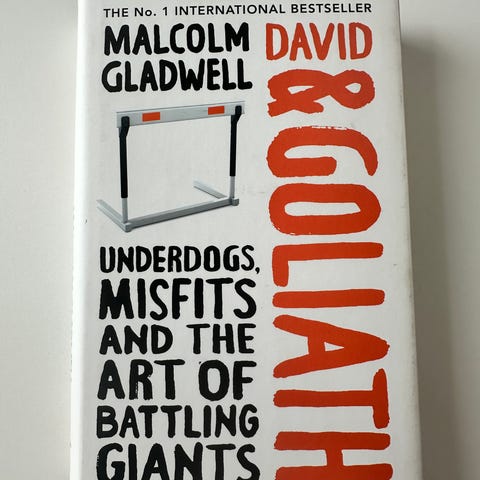 THE No. 1 INTERNATIONAL BESTSELLER
MALCOLM
GLADWELL
DAVID
& GOLIATH
UNDERDOGS,
MISFITS
AND THE
ART OF
BATTLING
GIANTS